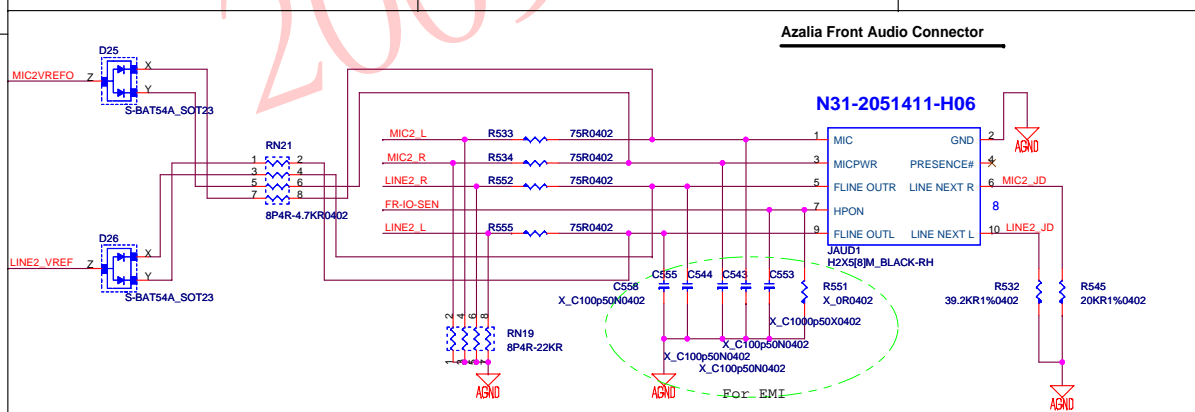 Azalia Front Audio Connector
200
D25
X
MIC2VREFO
Z
Y
S-BAT54A_SOT23
N31-2051411-H06
MIC2_L
R533
75R0402
1
MIC
GND
2
AGND
RN21
MIC2_R
R534
75R0402
3
MICPWR
PRESENCE#
4
1
2
3
4
5
6
7
8
LINE2_R
R552
75R0402
5
FLINE OUTR
LINE NEXT R
6
MIC2_JD
8P4R-4.7KR0402
FR-IO-SEN
7
HPON
8
LINE2_L
R555
75R0402
9
FLINE OUTL
LINE NEXT L
10
LINE2_JD
D26
X
JAUD1
H2X5[8]M_BLACK-RH
LINE2_VREF
Z
Y
S-BAT54A_SOT23
C555
C544
C543
C553
C558
X_C100p50N0402
R551
X_0R0402
R532
39.2KR1%0402
R545
20KR1%0402
X_C1000p50X0402
2
4
6
8
RN19
8P4R-22KR
1
3
5
7
X_C100p50N0402
X_C100p50N0402
X_C100p50N0402
AGND
AGND
For EMI
AGND